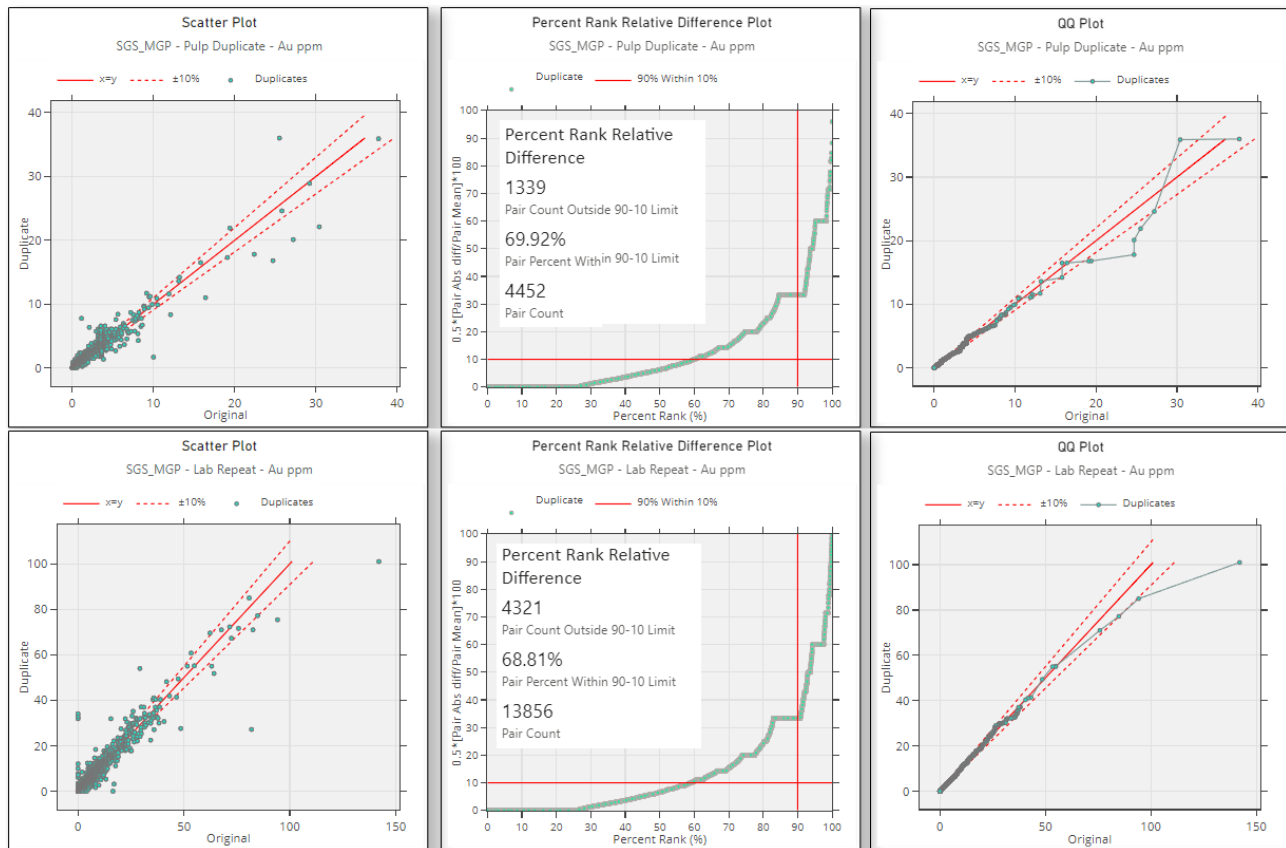 Scatter Plot
SGS_MGP - Pulp Duplicate - Au ppm
x=y ±10% Duplicates
40
30
20
10
0
Duplicate
0 10 20 30 40
Original
Percent Rank Relative Difference Plot
SGS_MGP - Pulp Duplicate - Au ppm
Duplicate 90% Within 10%
100
90
80
70
60
50
40
30
20
10
0
0.5*[Pair Abs diff/Pair Mean]*100
Percent Rank Relative
Difference
1339
Pair Count Outside 90-10 Limit
69.92%
Pair Percent Within 90-10 Limit
4452
Pair Count
0 10 20 30 40 50 60 70 80 90 100
Percent Rank (%)
QQ Plot
SGS_MGP - Pulp Duplicate - Au ppm
x=y ±10% Duplicates
40
30
20
10
0
Duplicate
0 10 20 30 40
Original
Scatter Plot
SGS_MGP - Lab Repeat - Au ppm
x=y ±10% Duplicates
100
80
60
40
20
0
Duplicate
0 50 100 150
Original
Percent Rank Relative Difference Plot
SGS_MGP - Lab Repeat - Au ppm
Duplicate 90% Within 10%
100
90
80
70
60
50
40
30
20
10
0
0.5*[Pair Abs diff/Pair Mean]*100
Percent Rank Relative
Difference
4321
Pair Count Outside 90-10 Limit
68.81%
Pair Percent Within 90-10 Limit
13856
Pair Count
0 10 20 30 40 50 60 70 80 90 100
Percent Rank (%)
QQ Plot
SGS_MGP - Lab Repeat - Au ppm
x=y ±10% Duplicates
100
80
60
40
20
0
Duplicate
0 50 100 150
Original